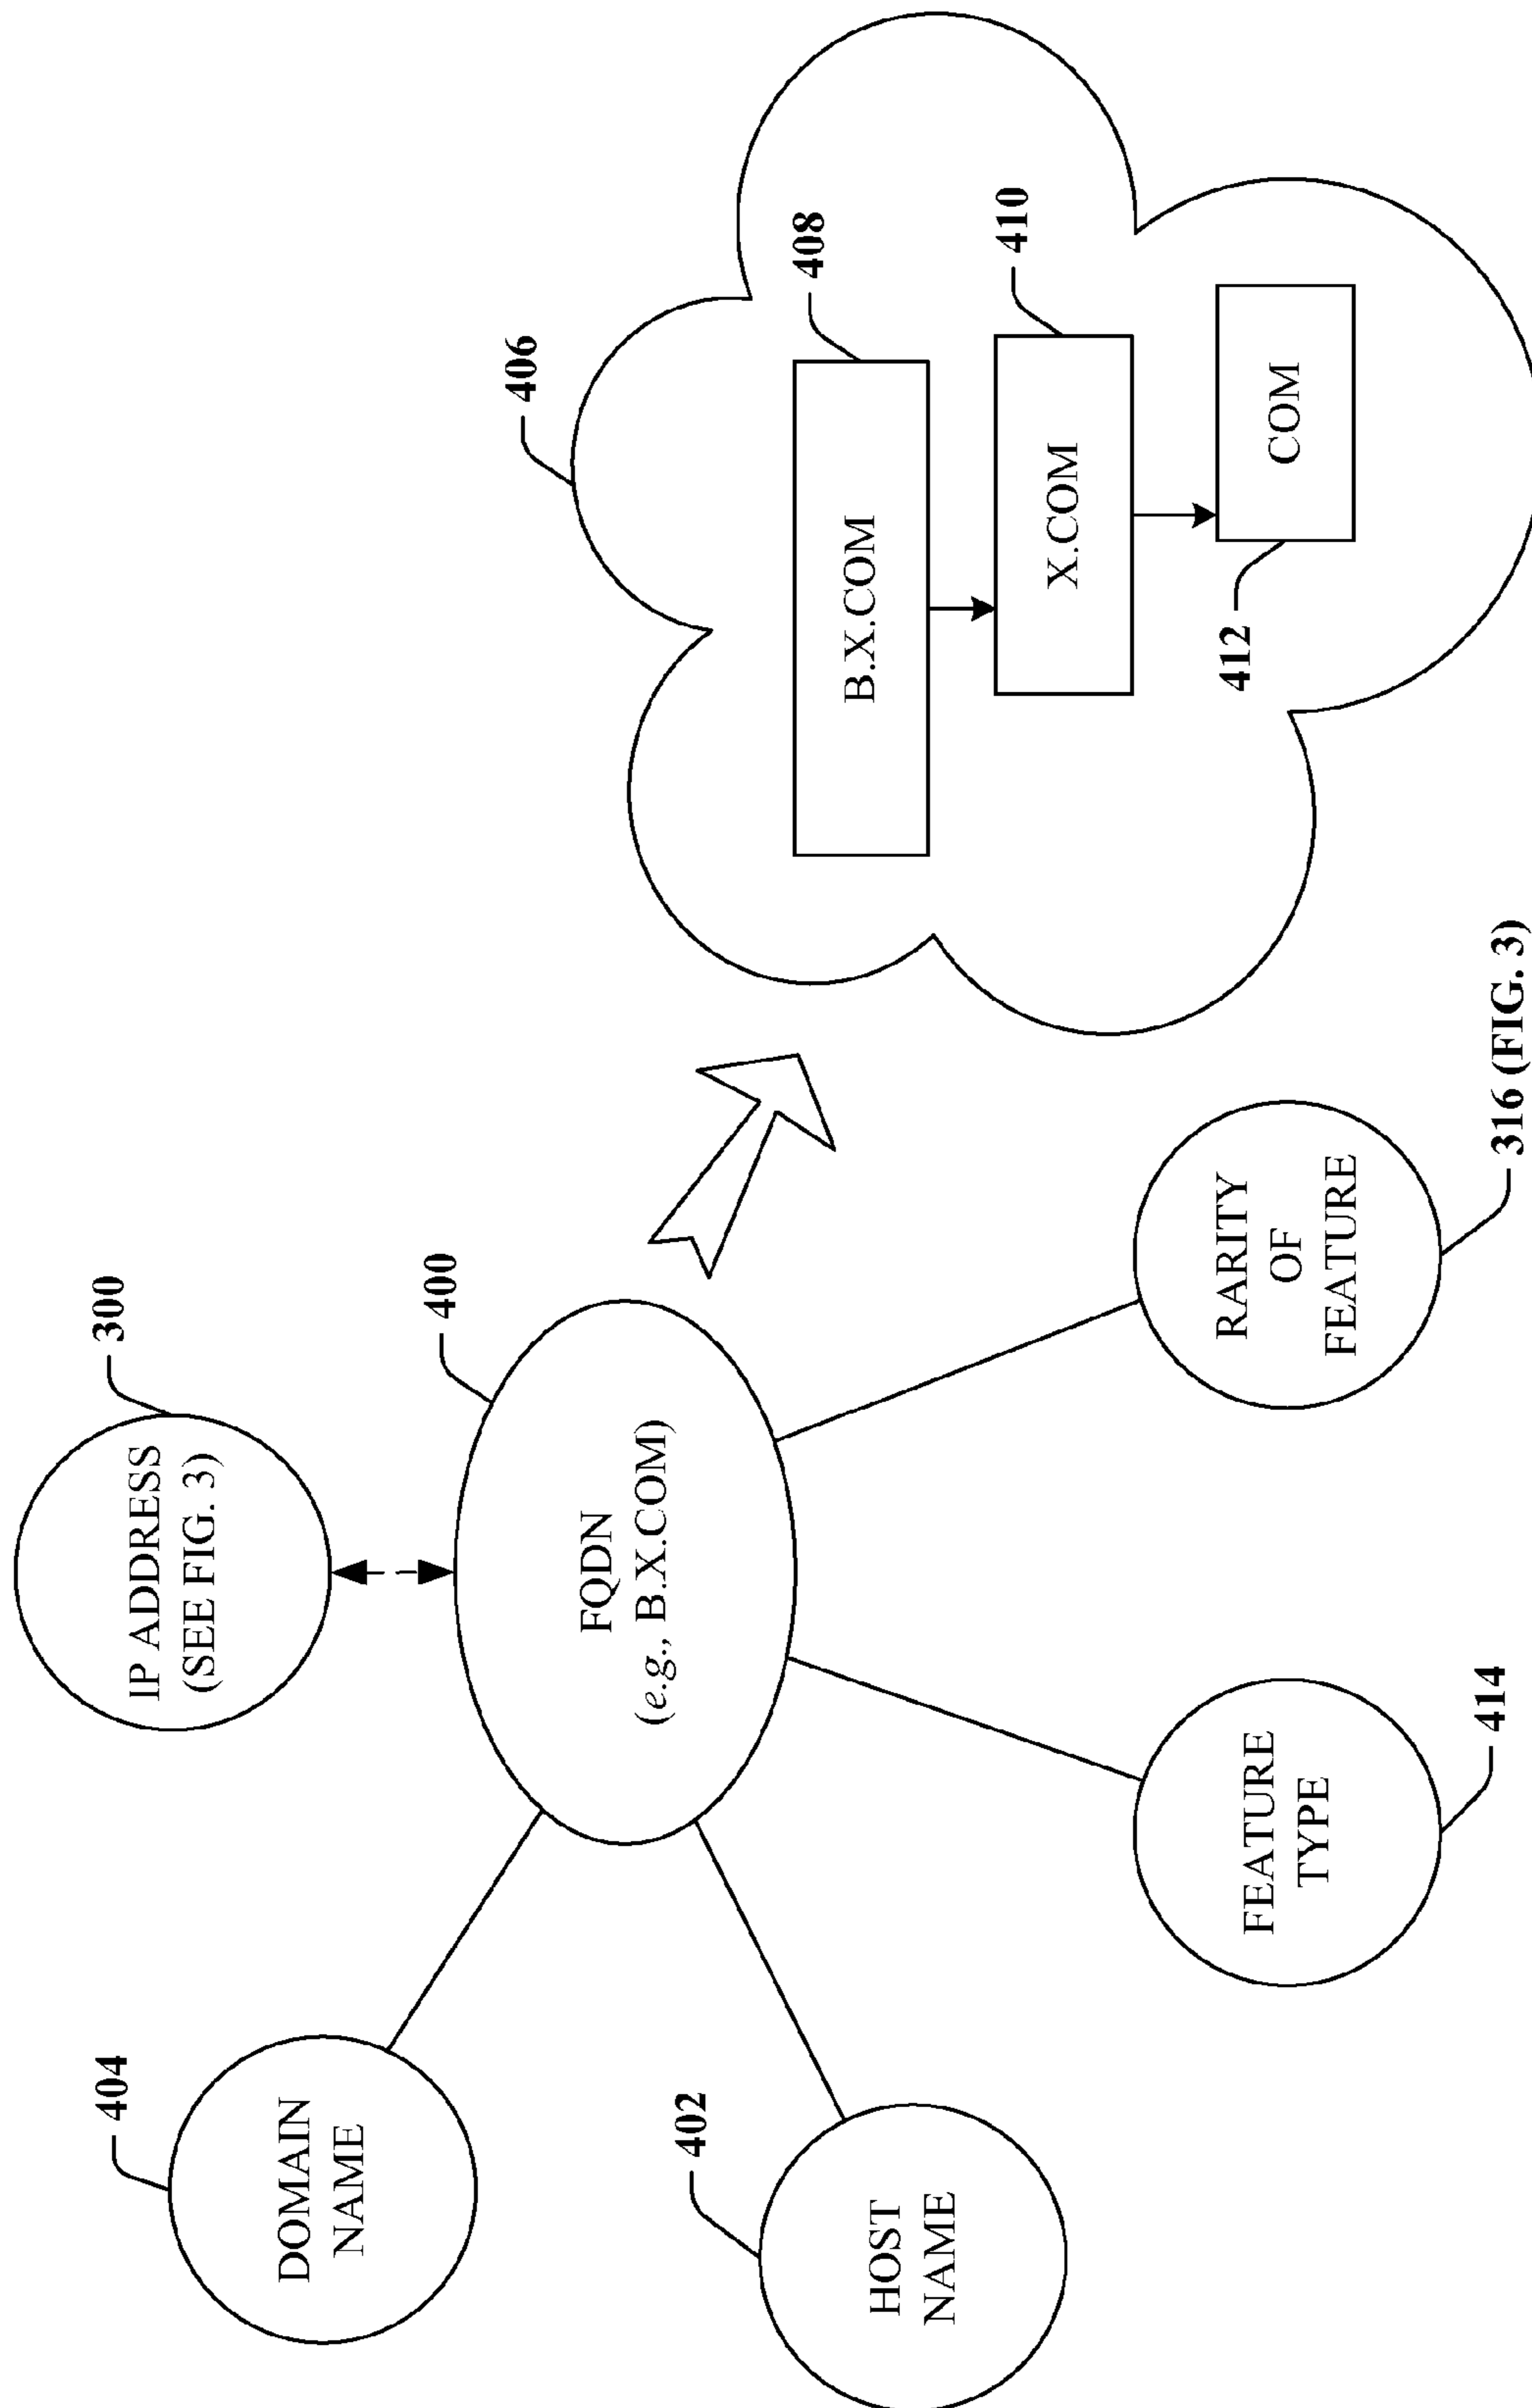 300
IP ADDRESS
(SEE FIG. 3)
404
DOMAIN
NAME
400
FQDN
(e.g., B.X.COM)
402
HOST
NAME
414
FEATURE
TYPE
RARITY
OF
FEATURE
316 (FIG. 3)
406
408
B.X.COM
410
X.COM
412
COM